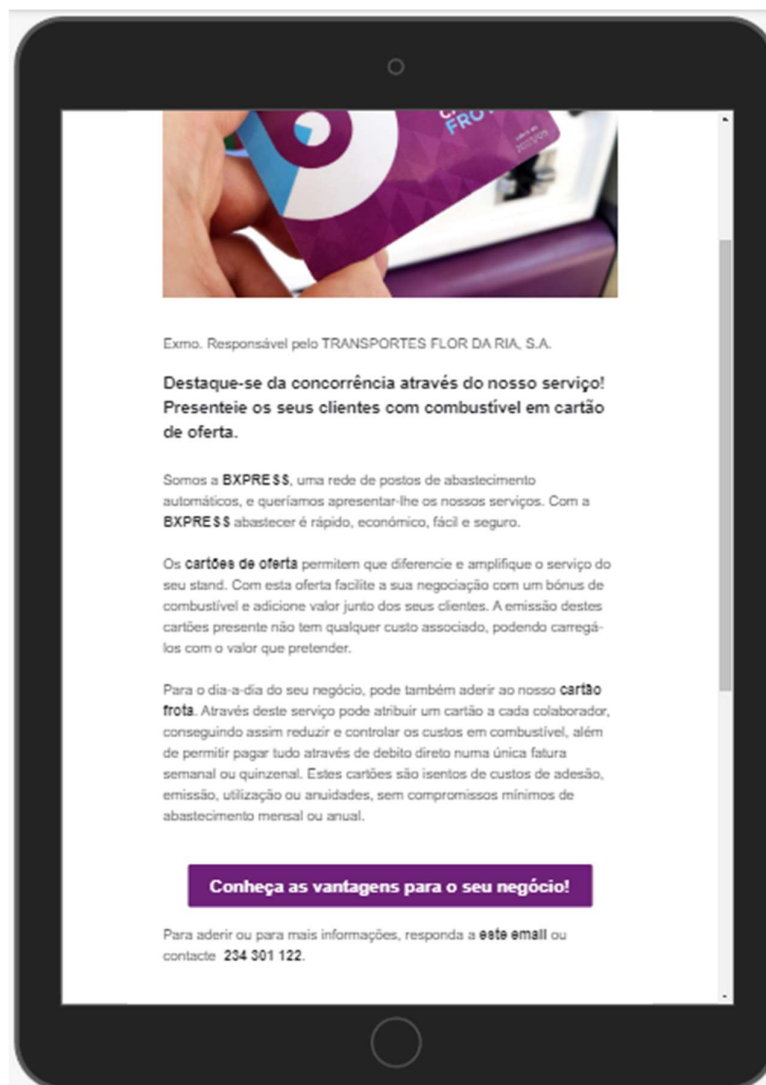 FRO
Exmo. Responsável pelo TRANSPORTES FLOR DA RIA, S.A.
Destaque-se da concorrência através do nosso serviço!
Presenteie os seus clientes com combustível em cartão
de oferta.
Somos a BXPRE$$, uma rede de postos de abastecimento
automáticos, e queríamos apresentar-lhe os nossos serviços. Com a
BXPRE$$ abastecer é rápido, económico, fácil e seguro.
Os cartões de oferta permitem que diferencie e amplifique o serviço do
seu stand. Com esta oferta facilite a sua negociação com um bónus de
combustível e adicione valor junto dos seus clientes. A emissão destes
cartões presente não tem qualquer custo associado, podendo carregá-
los com o valor que pretender.
Para o dia-a-dia do seu negócio, pode também aderir ao nosso cartão
frota. Através deste serviço pode atribuir um cartão a cada colaborador,
conseguindo assim reduzir e controlar os custos em combustível, além
de permitir pagar tudo através de debito direto numa única fatura
semanal ou quinzenal. Estes cartões são isentos de custos de adesão,
emissão, utilização ou anuidades, sem compromissos mínimos de
abastecimento mensal ou anual.
Conheça as vantagens para o seu negócio!
Para aderir ou para mais informações, responda a este email ou
contacte 234 301 122.